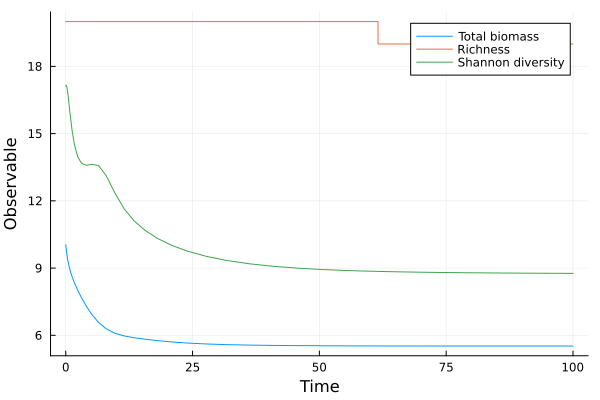 Total biomass
Richness
Shannon diversity
Observable
18
15
12
9
6
0 25 50 75 100
Time